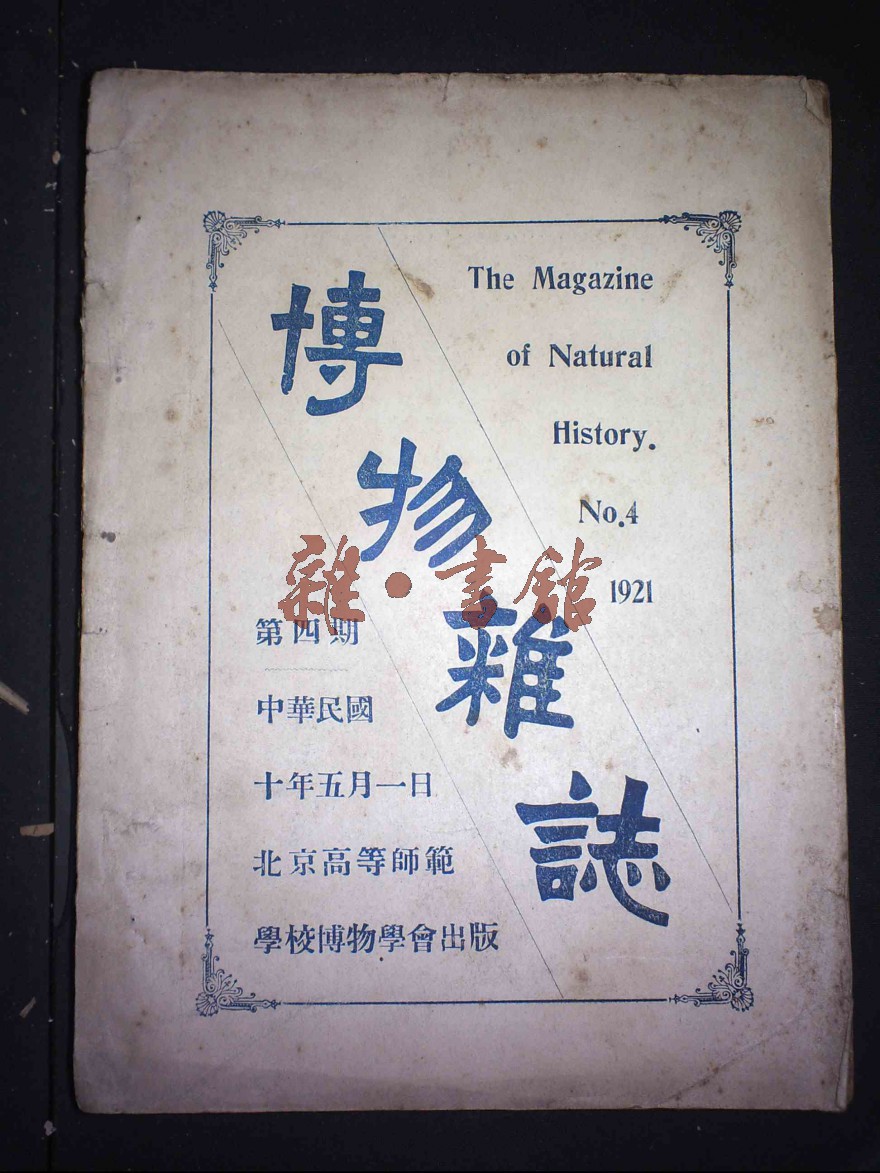 博物雜誌
The Magazine
of Natural
History.
No.4
1921
雜·書館
第四期
中華民國
十年五月一日
北京高等師範
學校博物學會出版